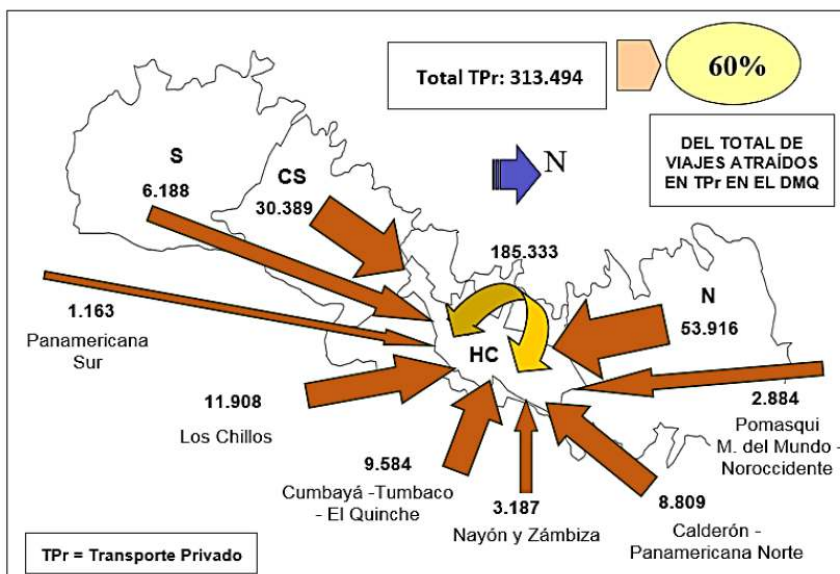 Total TPr: 313.494
60%
DEL TOTAL DE
VIAJES ATRAÍDOS
EN TPr EN EL DMQ
N
S
6.188
CS
30.389
185.333
N
53.916
HC
1.163
Panamericana
Sur
11.908
Los Chillos
9.584
Cumbayá -Tumbaco
- El Quinche
3.187
Nayón y Zámbiza
2.884
Pomasqui
M. del Mundo -
Noroccidente
8.809
Calderón -
Panamericana Norte
TPr = Transporte Privado